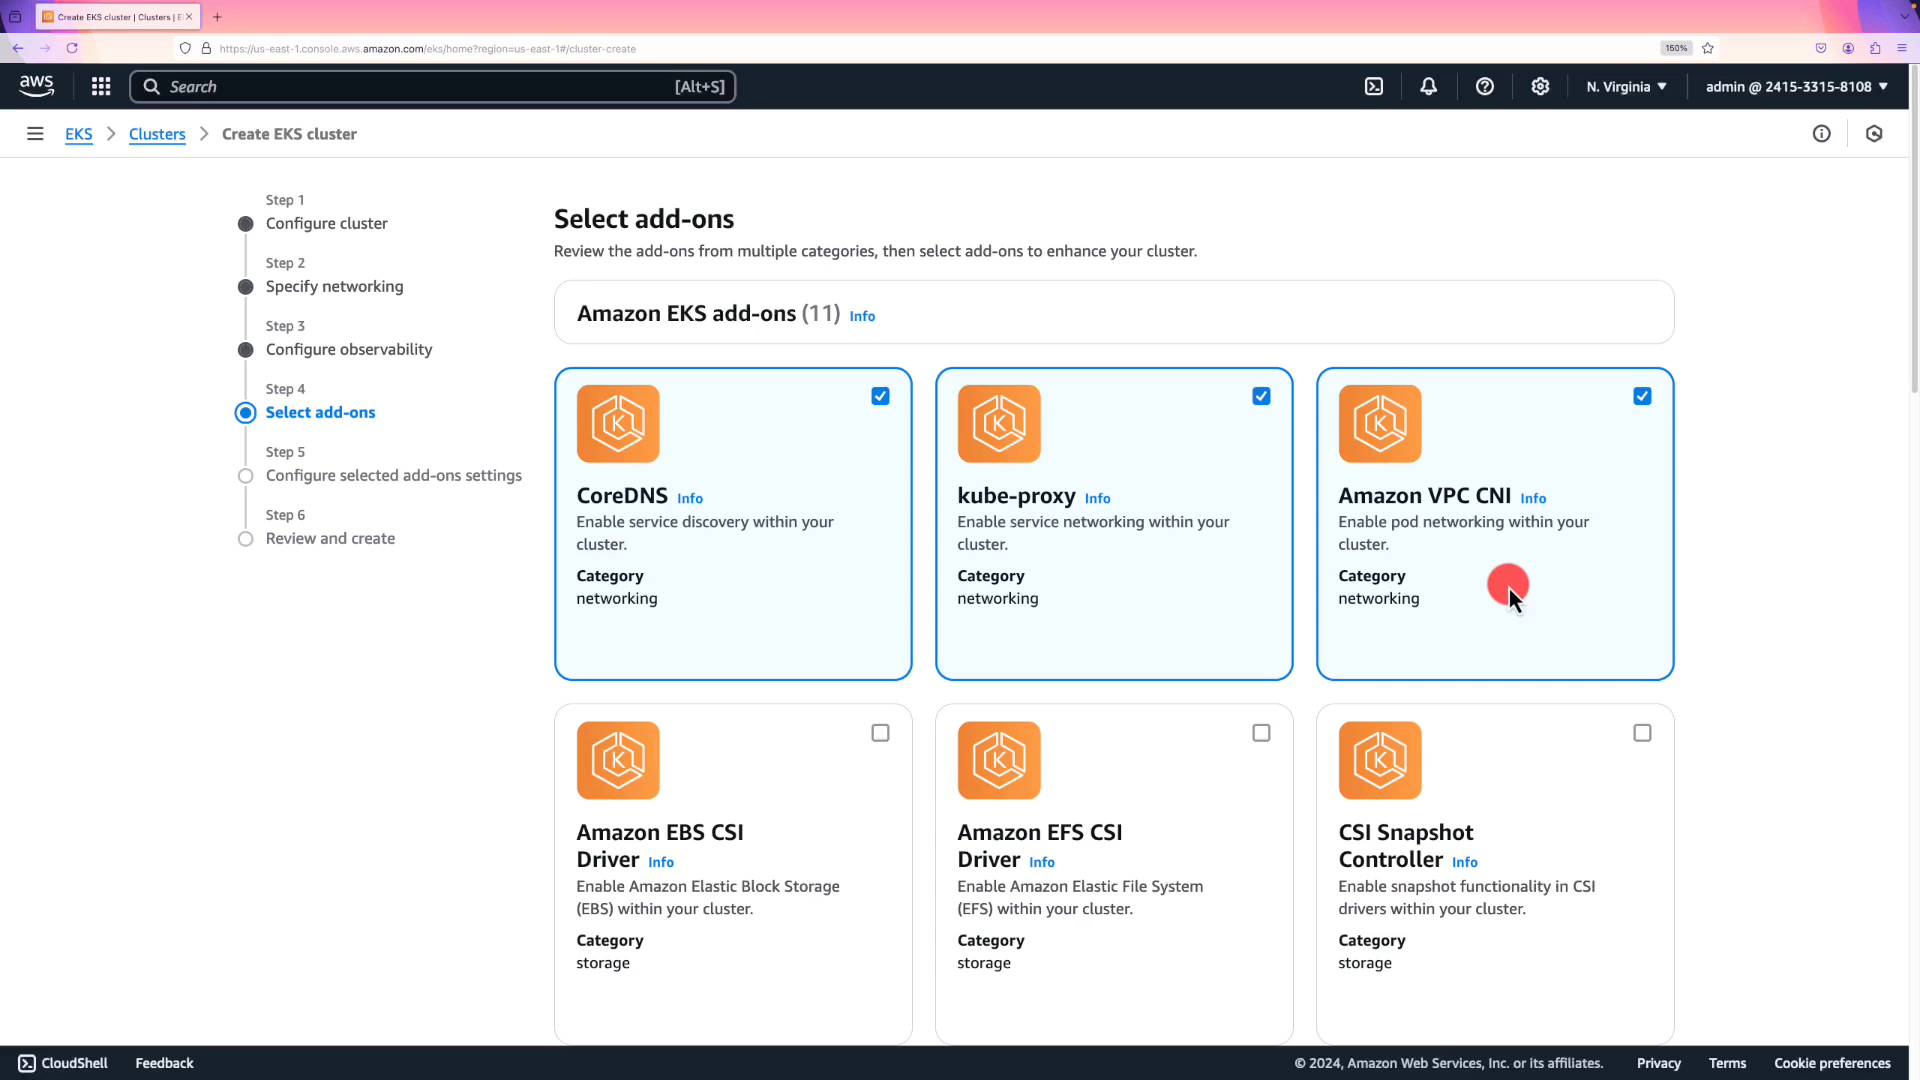 Create EKS cluster | Clusters | E
https://us-east-1.console.aws.amazon.com/eks/home?region=us-east-1#/cluster-create
150%
aws
Search
[Alt+S]
N. Virginia
admin @ 2415-3315-8108
EKS
Clusters
Create EKS cluster
Step 1
Configure cluster
Step 2
Specify networking
Step 3
Configure observability
Step 4
Select add-ons
Step 5
Configure selected add-ons settings
Step 6
Review and create
Select add-ons
Review the add-ons from multiple categories, then select add-ons to enhance your cluster.
Amazon EKS add-ons (11) Info
CoreDNS Info
Enable service discovery within your
cluster.
Category
networking
kube-proxy Info
Enable service networking within your
cluster.
Category
networking
Amazon VPC CNI Info
Enable pod networking within your
cluster.
Category
networking
Amazon EBS CSI
Driver Info
Enable Amazon Elastic Block Storage
(EBS) within your cluster.
Category
storage
Amazon EFS CSI
Driver Info
Enable Amazon Elastic File System
(EFS) within your cluster.
Category
storage
CSI Snapshot
Controller Info
Enable snapshot functionality in CSI
drivers within your cluster.
Category
storage
CloudShell
Feedback
© 2024, Amazon Web Services, Inc. or its affiliates.
Privacy
Terms
Cookie preferences